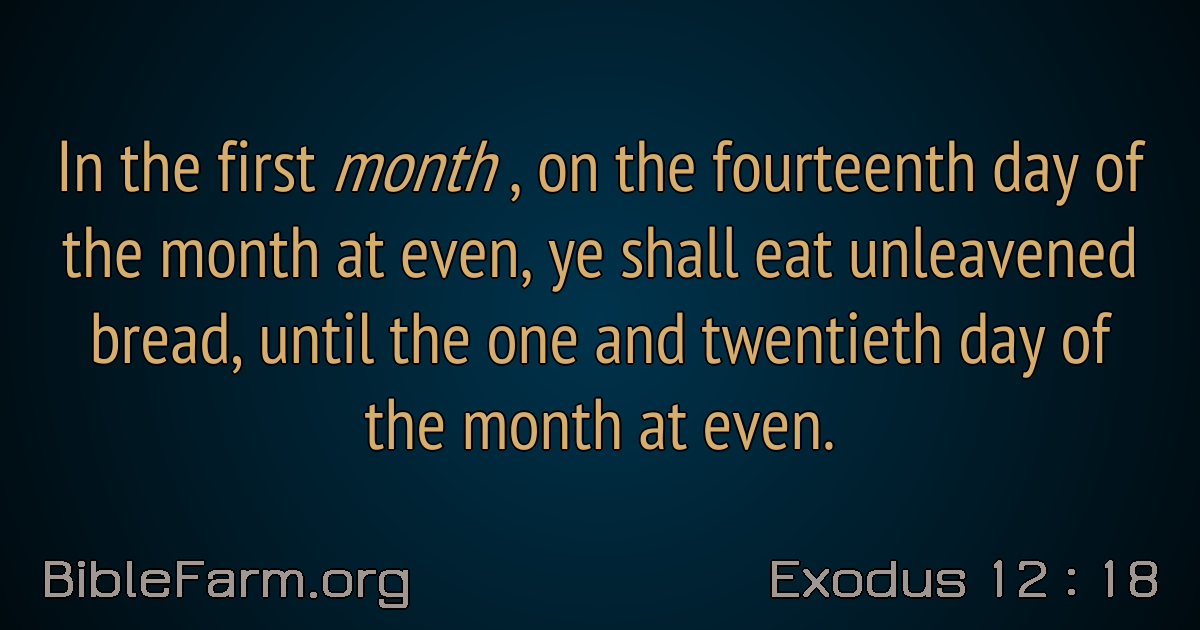 In the first month , on the fourteenth day of
the month at even, ye shall eat unleavened
bread, until the one and twentieth day of
the month at even.
BibleFarm.org
Exodus 12 : 18